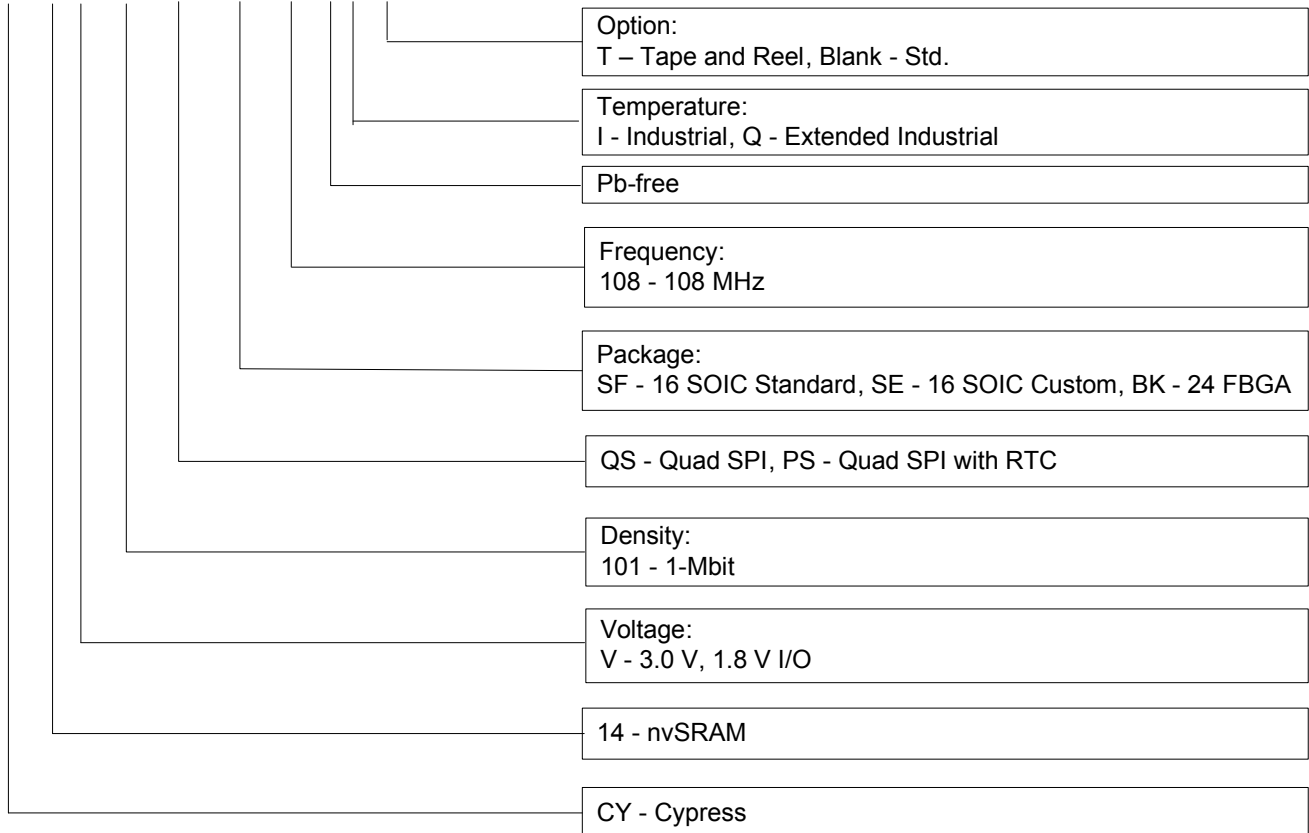 Option:
T – Tape and Reel, Blank - Std.
Temperature:
I - Industrial, Q - Extended Industrial
Pb-free
Frequency:
108 - 108 MHz
Package:
SF - 16 SOIC Standard, SE - 16 SOIC Custom, BK - 24 FBGA
QS - Quad SPI, PS - Quad SPI with RTC
Density:
101 - 1-Mbit
Voltage:
V - 3.0 V, 1.8 V I/O
14 - nvSRAM
CY - Cypress